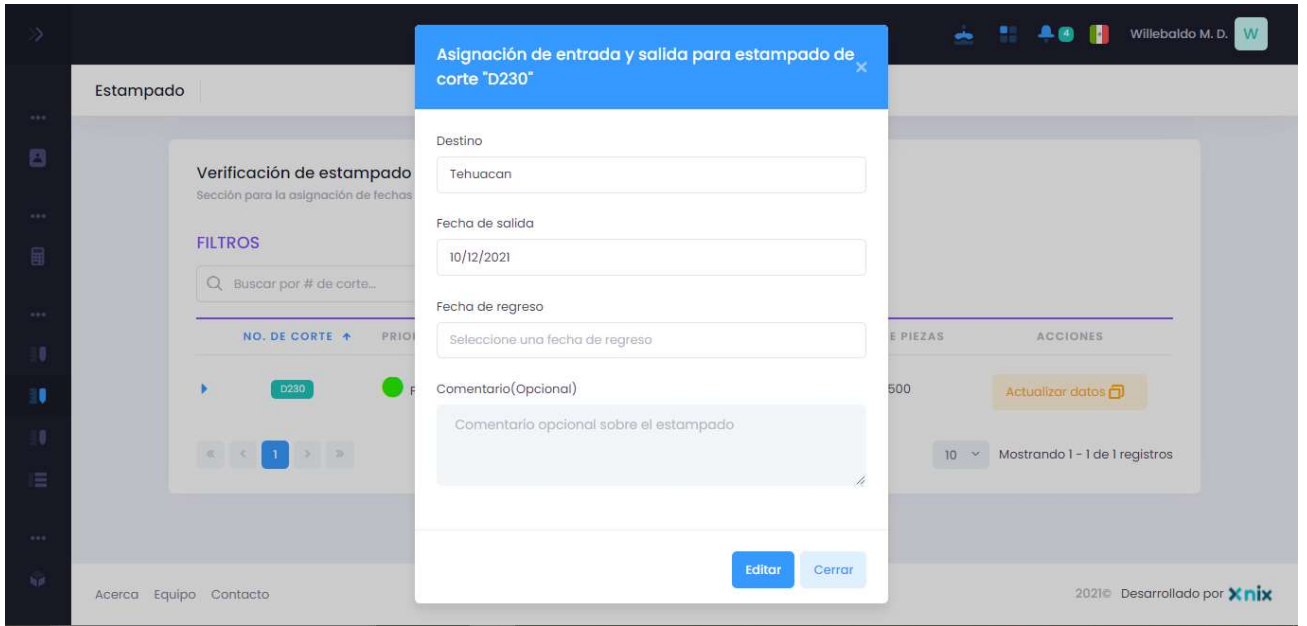 Willebaldo M. D.
W
4
Asignación de entrada y salida para estampado de
corte "D230"
Estampado
Destino
Tehuacan
Verificación de estampado
Sección para la asignación de fechas
Fecha de salida
10/12/2021
FILTROS
Buscar por # de corte...
Fecha de regreso
Seleccione una fecha de regreso
NO. DE CORTE PRIO E PIEZAS ACCIONES
Comentario(Opcional)
D230 500 Actualizar datos
Comentario opcional sobre el estampado
1 10 Mostrando 1 - 1 de 1 registros
Editar Cerrar
Acerca Equipo Contacto 2021© Desarrollado por Xnix